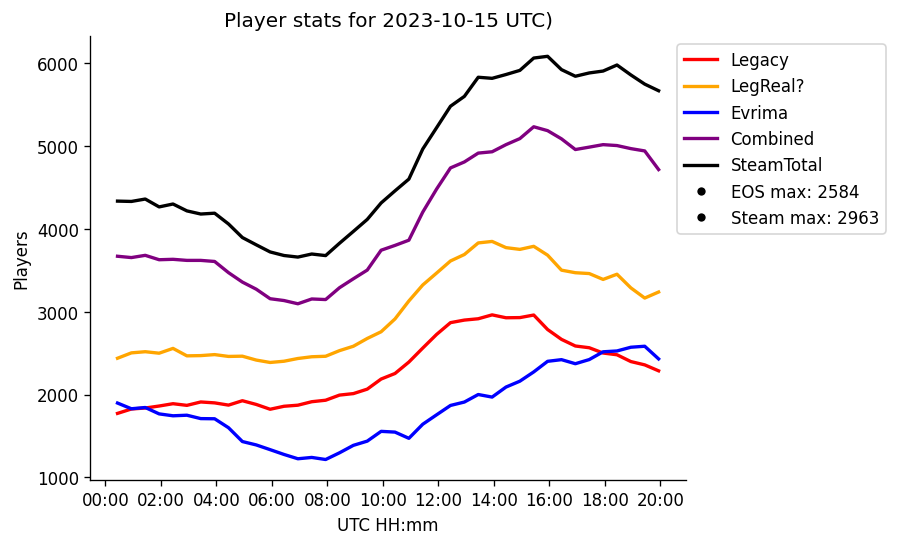 Player stats for 2023-10-15 UTC)
Legacy
LegReal?
Evrima
Combined
SteamTotal
EOS max: 2584
Steam max: 2963
Players
6000
5000
4000
3000
2000
1000
00:00 02:00 04:00 06:00 08:00 10:00 12:00 14:00 16:00 18:00 20:00
UTC HH:mm